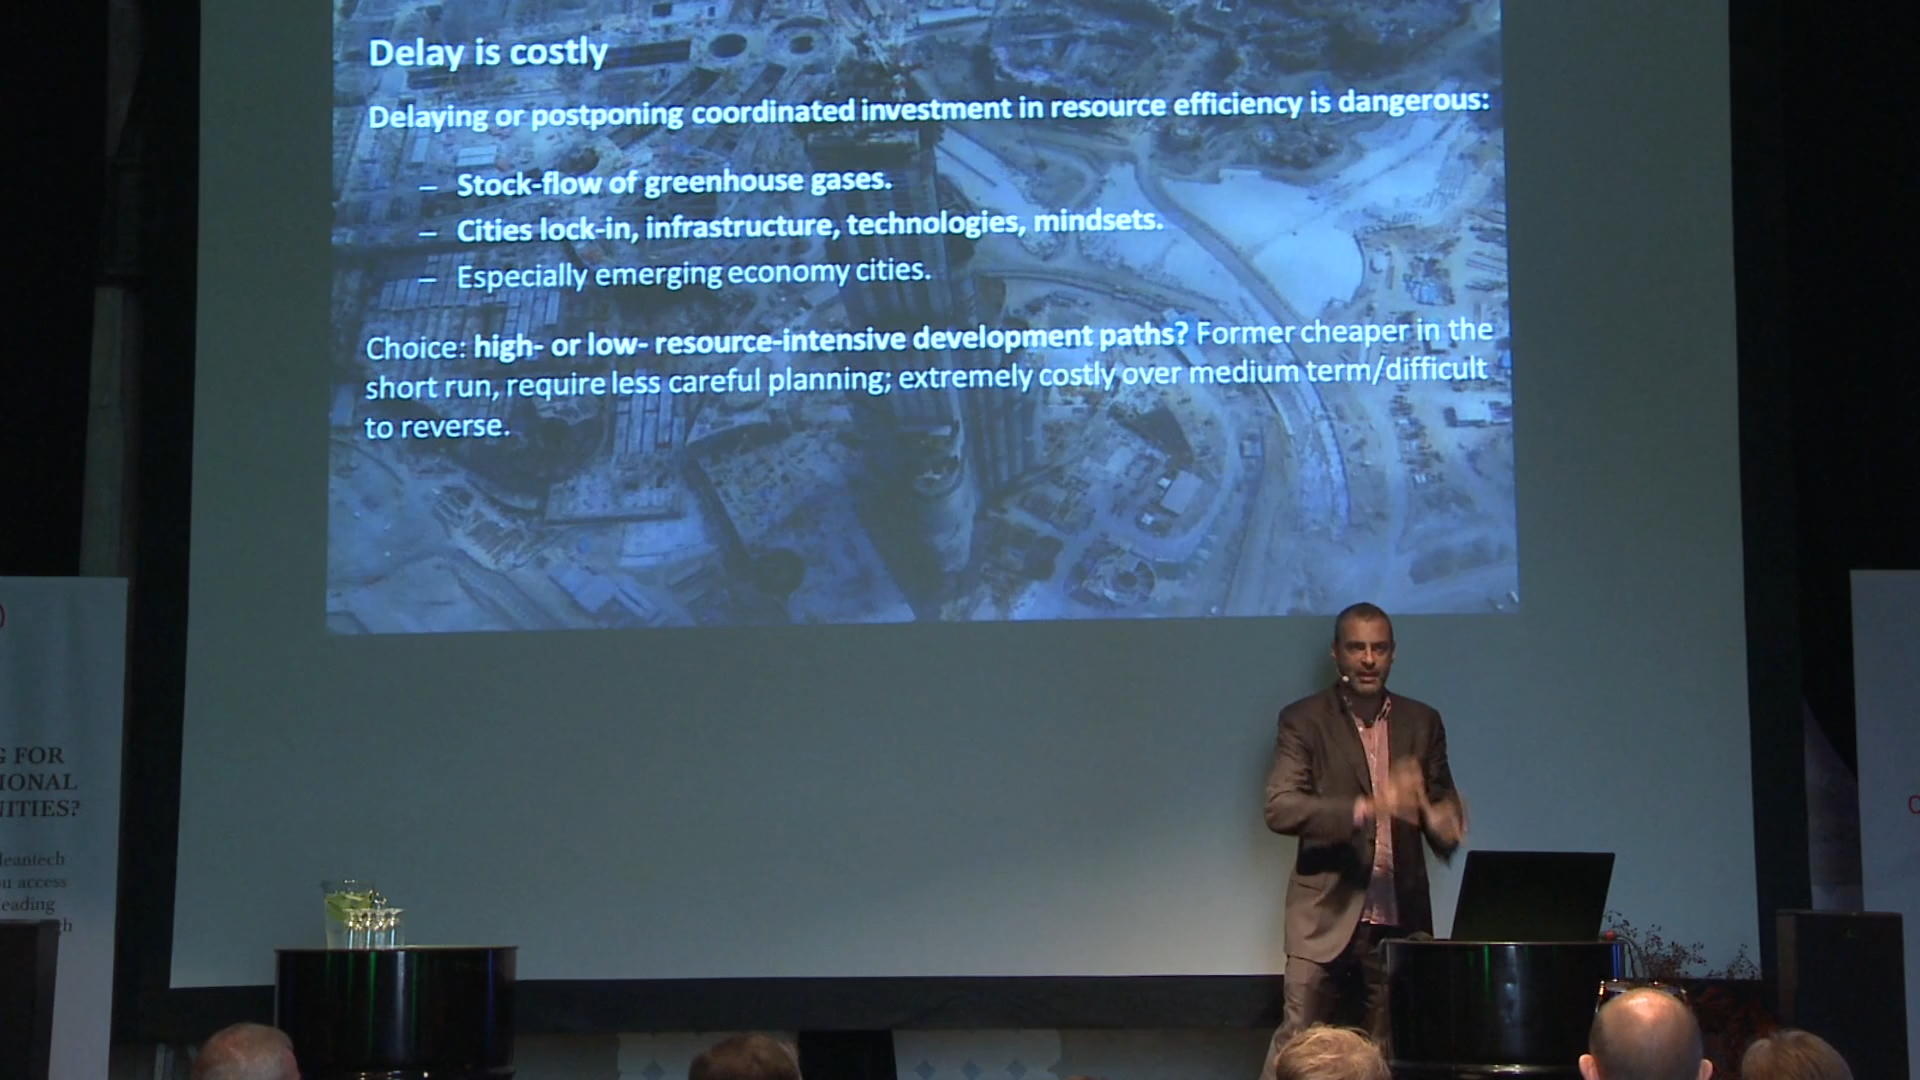 Delay is costly
Delaying or postponing coordinated investment in resource efficiency is dangerous:
– Stock-flow of greenhouse gases.
– Cities lock-in, infrastructure, technologies, mindsets.
– Especially emerging economy cities.
Choice: high- or low- resource-intensive development paths? Former cheaper in the
short run, require less careful planning; extremely costly over medium term/difficult
to reverse.
G FOR
IONAL
NITIES?
leantech
u access
eading
gh